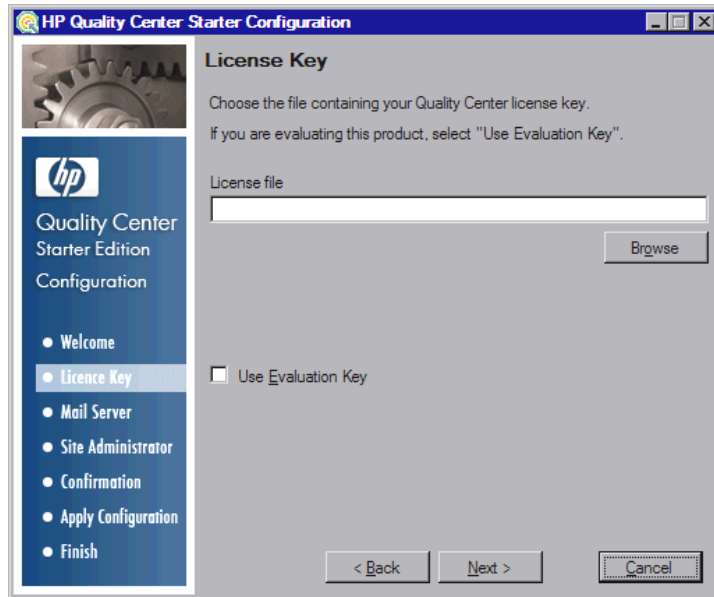 HP Quality Center Starter Configuration
hp
Quality Center
Starter Edition
Configuration
Welcome
Licence Key
Mail Server
Site Administrator
Confirmation
Apply Configuration
Finish
License Key
Choose the file containing your Quality Center license key.
If you are evaluating this product, select "Use Evaluation Key".
License file
Browse
Use Evaluation Key
< Back
Next >
Cancel